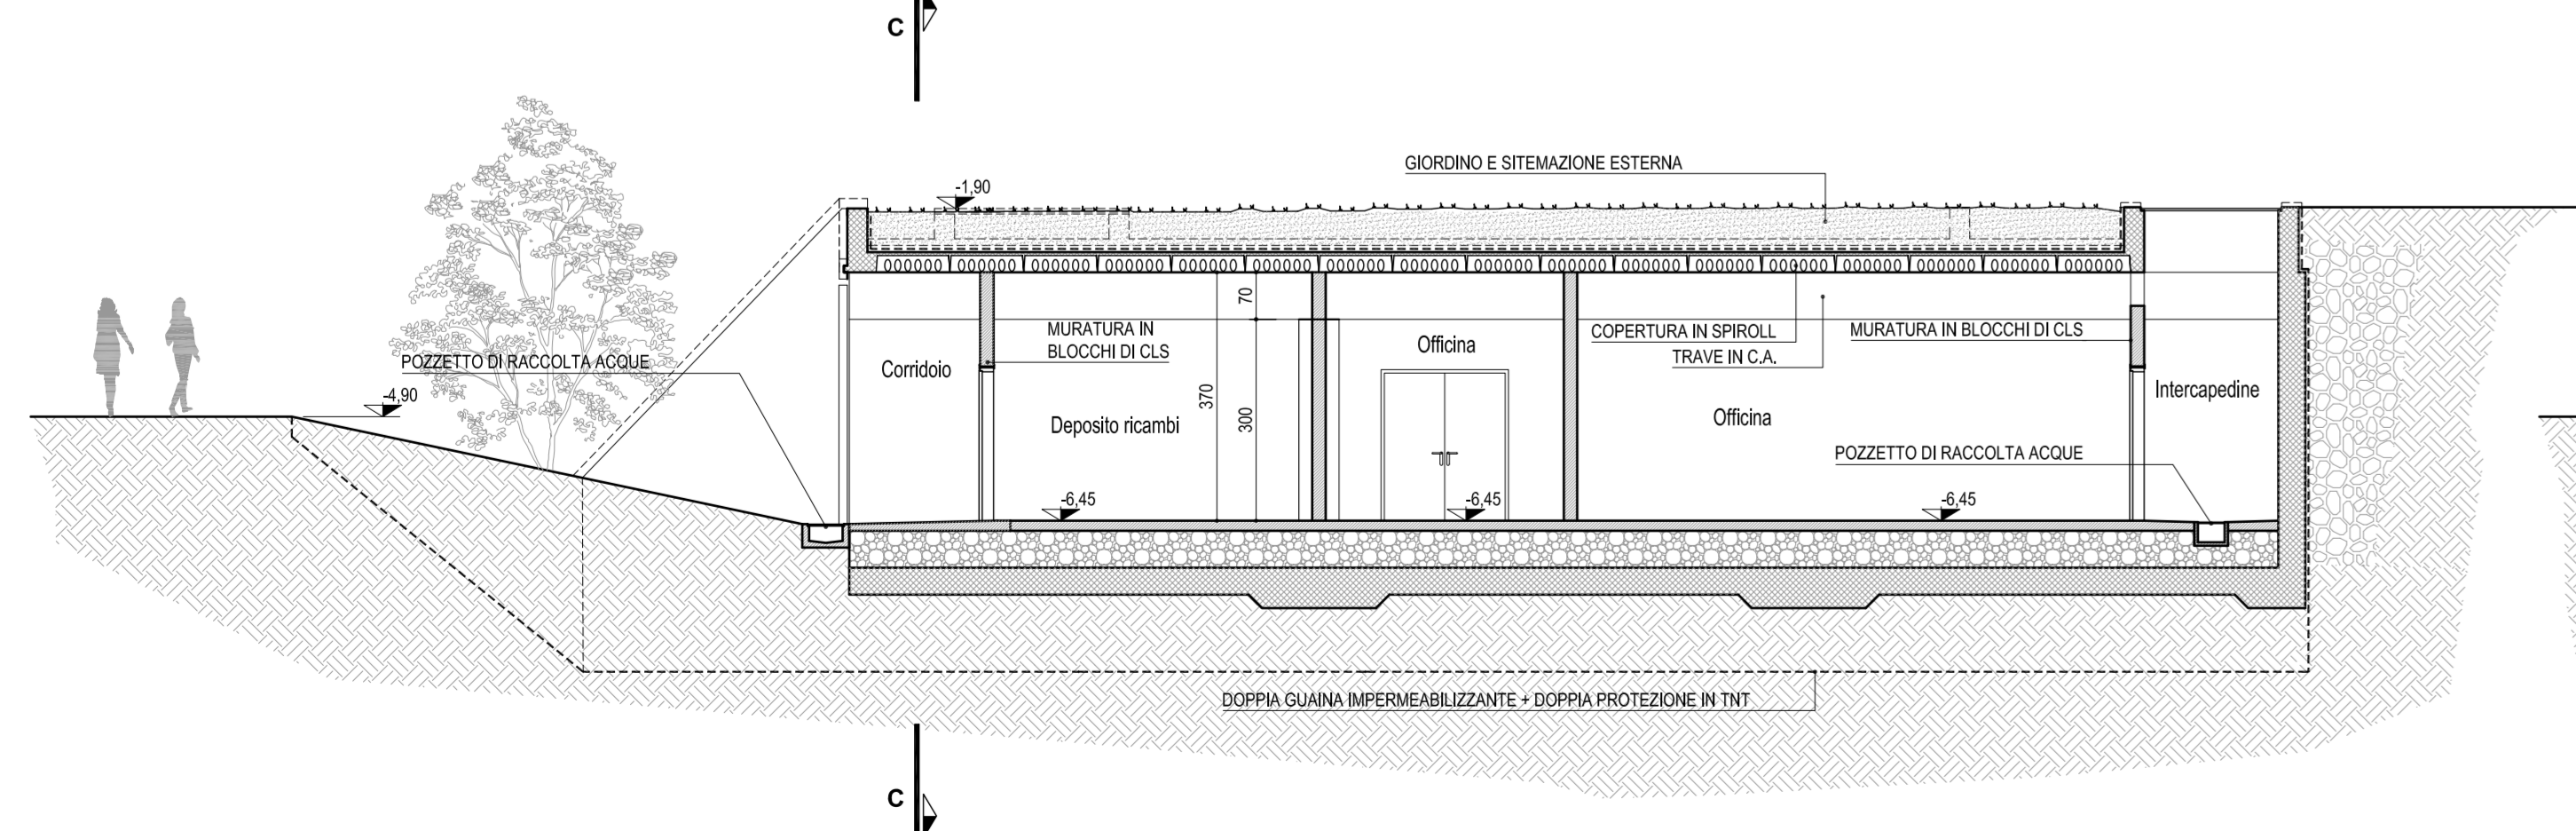 C
GIORDINO E SITEMAZIONE ESTERNA
-1,90
70
MURATURA IN
BLOCCHI DI CLS
COPERTURA IN SPIROLL
TRAVE IN C.A.
MURATURA IN BLOCCHI DI CLS
Officina
POZZETTO DI RACCOLTA ACQUE
Corridoio
-4,90
370
300
Deposito ricambi
Officina
Intercapedine
POZZETTO DI RACCOLTA ACQUE
-6,45
-6,45
-6,45
DOPPIA GUAINA IMPERMEABILIZZANTE + DOPPIA PROTEZIONE IN TNT
C